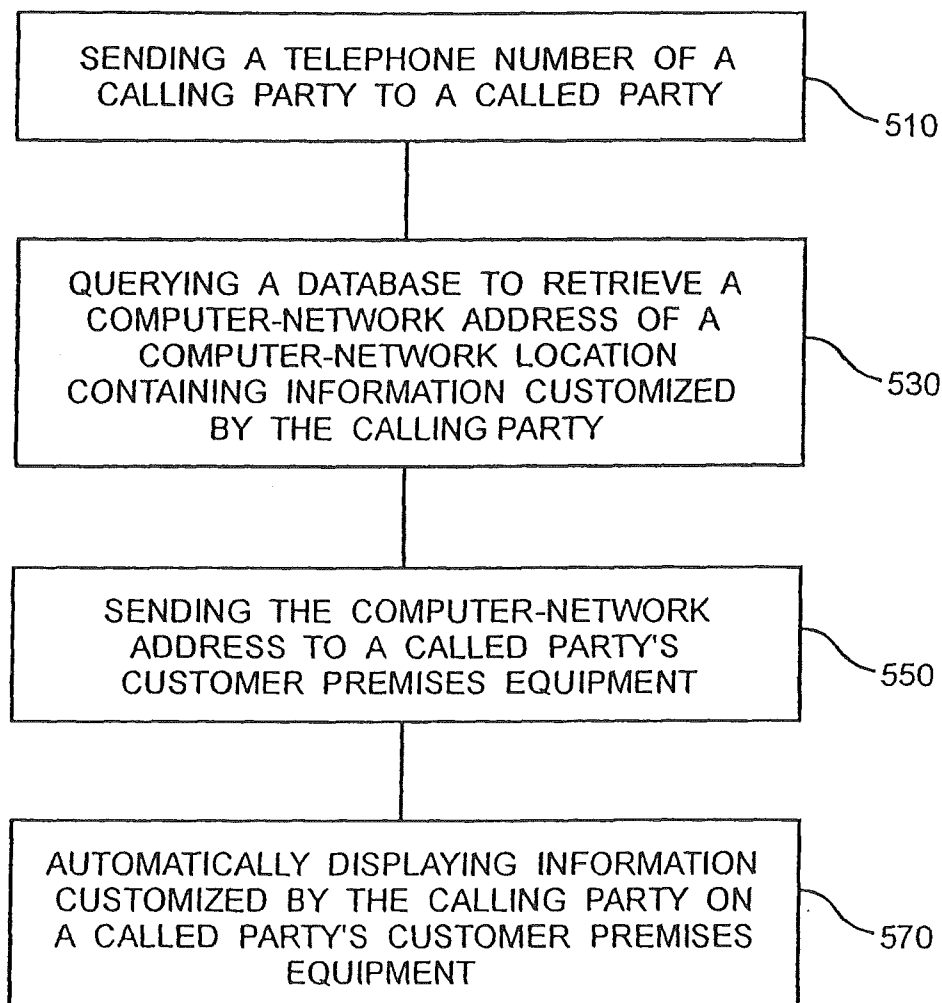 SENDING A TELEPHONE NUMBER OF A
CALLING PARTY TO A CALLED PARTY
510
QUERYING A DATABASE TO RETRIEVE A
COMPUTER-NETWORK ADDRESS OF A
COMPUTER-NETWORK LOCATION
CONTAINING INFORMATION CUSTOMIZED
BY THE CALLING PARTY
530
SENDING THE COMPUTER-NETWORK
ADDRESS TO A CALLED PARTY'S
CUSTOMER PREMISES EQUIPMENT
550
AUTOMATICALLY DISPLAYING INFORMATION
CUSTOMIZED BY THE CALLING PARTY ON
A CALLED PARTY'S CUSTOMER PREMISES
EQUIPMENT
570